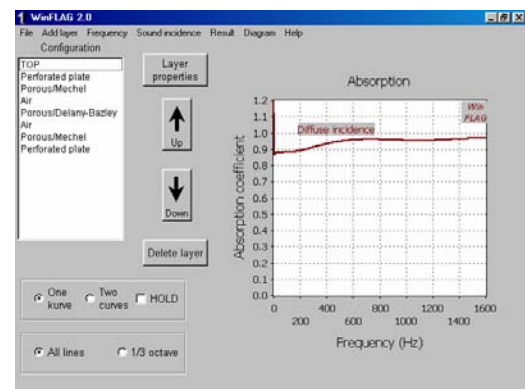 WinFLAG 2.0
File Add layer Frequency Sound incidence Result Diagram Help
Configuration
TOP
Perforated plate
Porous/Mechel
Air
Porous/Delany-Bazley
Air
Porous/Mechel
Perforated plate
Layer
properties
Up
Down
Delete layer
One
kurve
Two
curves
HOLD
All lines
1/3 octave
Absorption
Win
FLAG
Diffuse incidence
Absorption coefficient
1.2
1.1
1.0
0.9
0.8
0.7
0.6
0.5
0.4
0.3
0.2
0.1
0.0
0 400 800 1200 1600
200 600 1000 1400
Frequency (Hz)